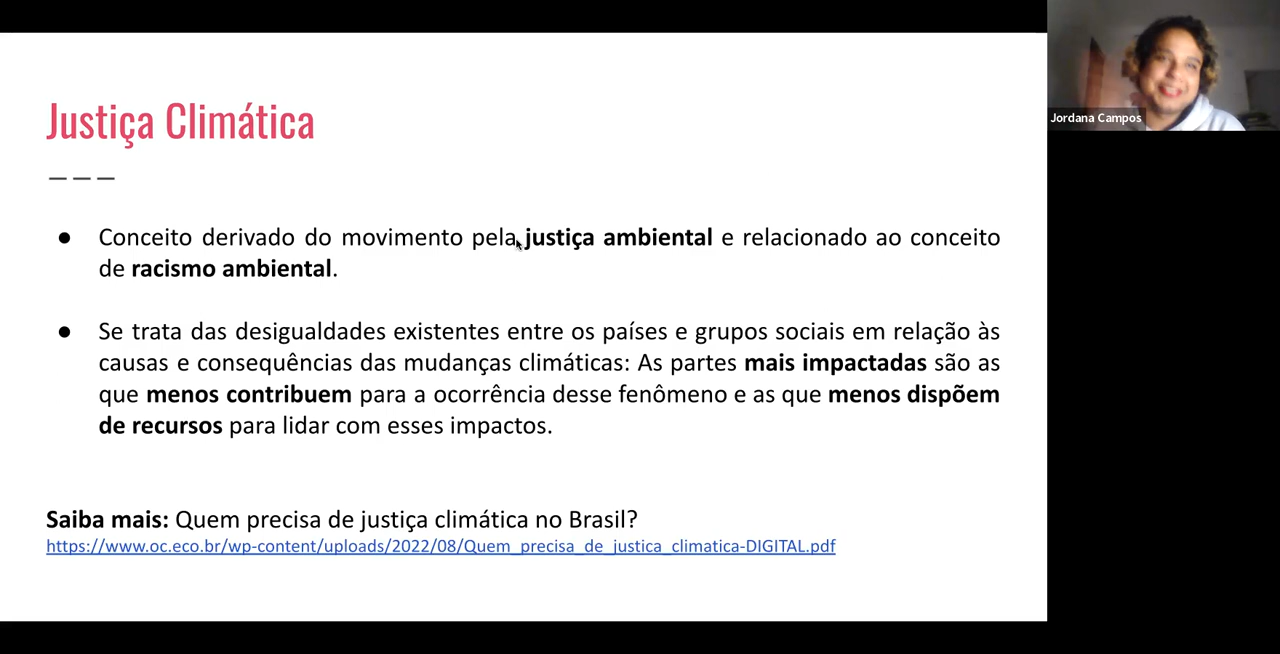 Justiça Climática
● Conceito derivado do movimento pela justiça ambiental e relacionado ao conceito
de racismo ambiental.
● Se trata das desigualdades existentes entre os países e grupos sociais em relação às
causas e consequências das mudanças climáticas: As partes mais impactadas são as
que menos contribuem para a ocorrência desse fenômeno e as que menos dispõem
de recursos para lidar com esses impactos.
Saiba mais: Quem precisa de justiça climática no Brasil?
https://www.oc.eco.br/wp-content/uploads/2022/08/Quem_precisa_de_justica_climatica-DIGITAL.pdf
Jordana Campos